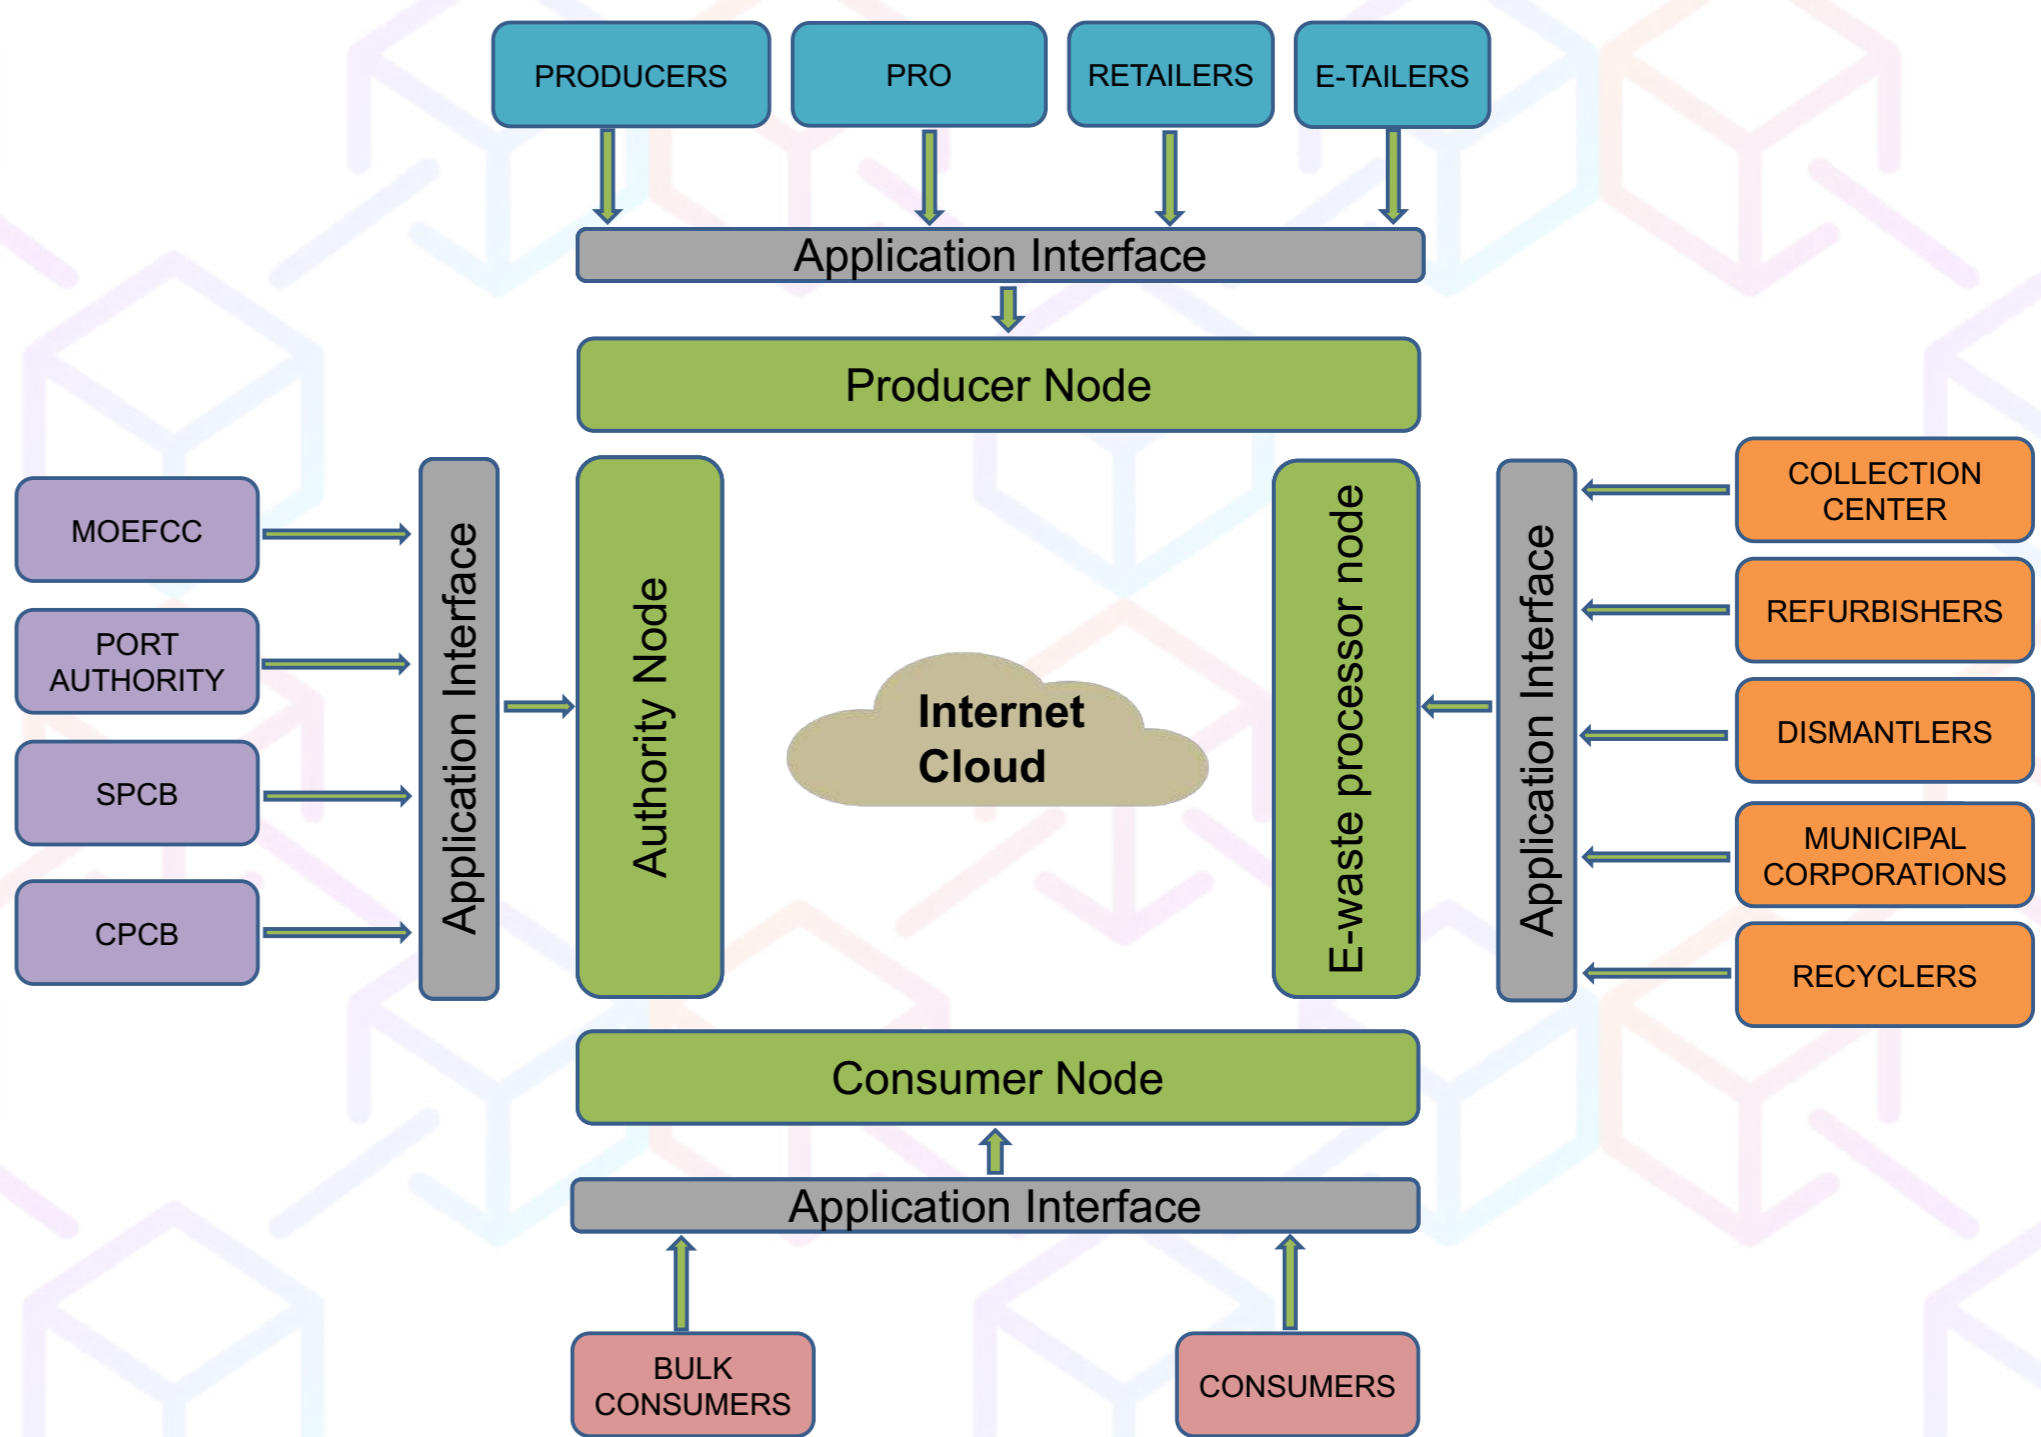 PRODUCERS
PRO
RETAILERS
E-TAILERS
Application Interface
Producer Node
MOEFCC
PORT
AUTHORITY
SPCB
CPCB
Application Interface
Authority Node
Internet
Cloud
E-waste processor node
Application Interface
COLLECTION
CENTER
REFURBISHERS
DISMANTLERS
MUNICIPAL
CORPORATIONS
RECYCLERS
Consumer Node
Application Interface
BULK
CONSUMERS
CONSUMERS